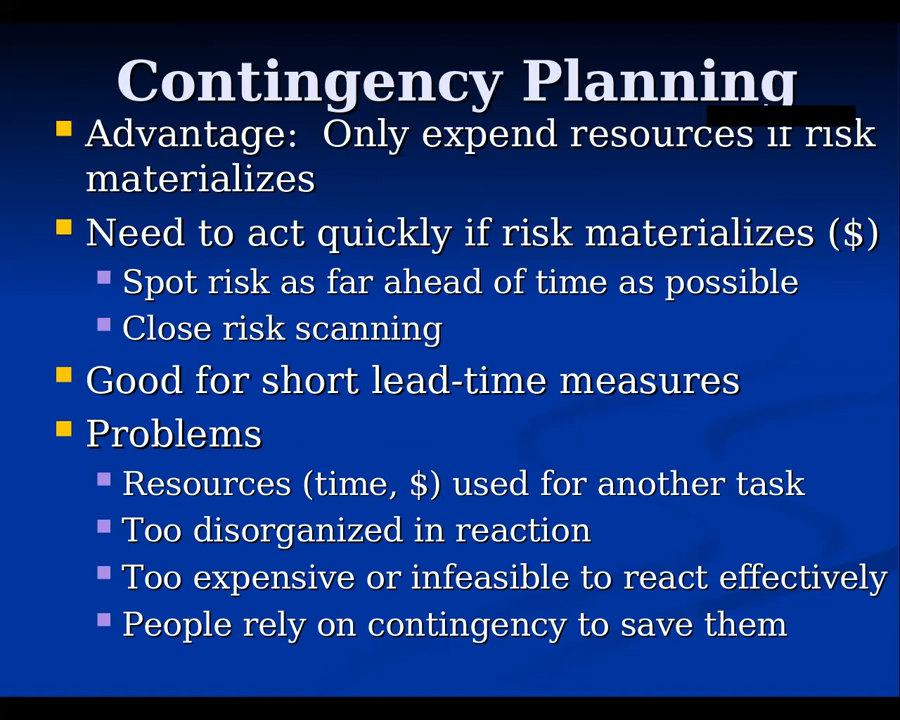 Contingency Planning
Advantage:  Only expend resources if risk
materializes
Need to act quickly if risk materializes ($)
Spot risk as far ahead of time as possible
Close risk scanning
Good for short lead-time measures
Problems
Resources (time, $) used for another task
Too disorganized in reaction
Too expensive or infeasible to react effectively
People rely on contingency to save them